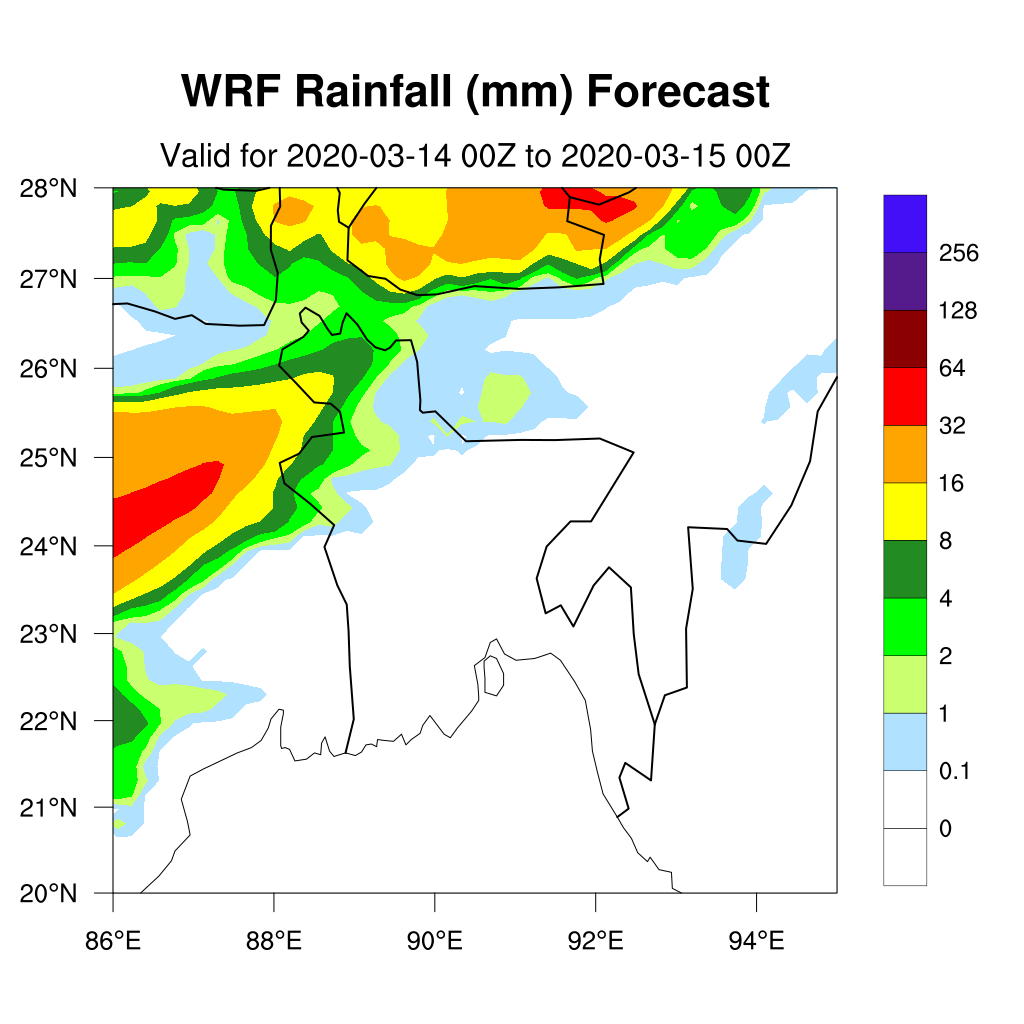 WRF Rainfall (mm) Forecast
Valid for 2020-03-14 00Z to 2020-03-15 00Z
28°N
27°N
26°N
25°N
24°N
23°N
22°N
21°N
20°N
86°E 88°E 90°E 92°E 94°E
256
128
64
32
16
8
4
2
1
0.1
0